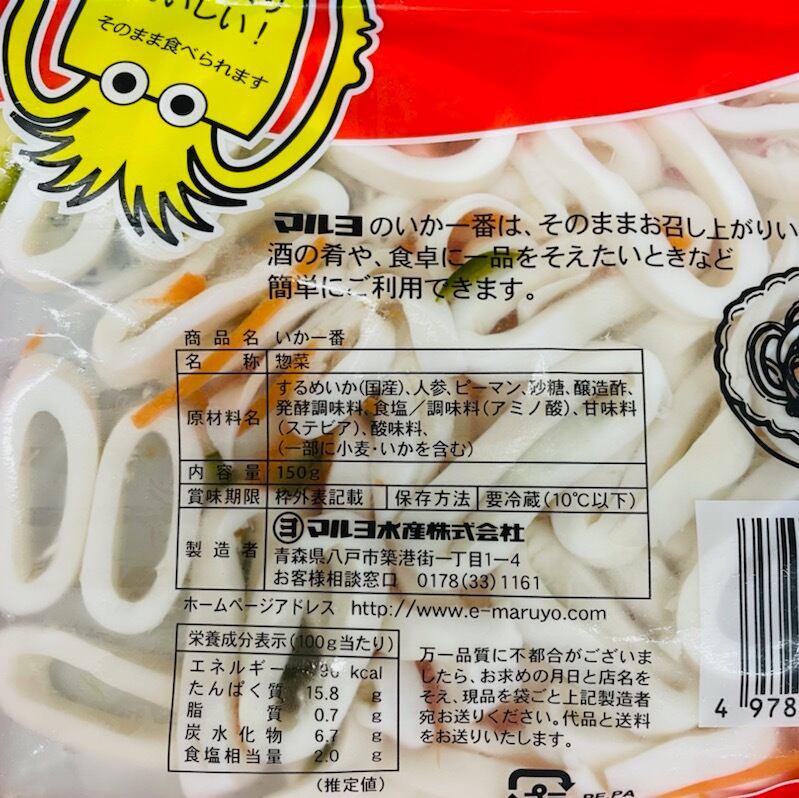 おいしい!
そのまま食べられます
マルヨのいか一番は、そのままお召し上がりい
酒の肴や、食卓に一品をそえたいときなど
簡単にご利用できます。
商品名 いか一番
名称 惣菜
原材料名 するめいか(国産)、人参、ピーマン、砂糖、醸造酢、
発酵調味料、食塩/調味料(アミノ酸)、甘味料
(ステビア)、酸味料、
(一部に小麦・いかを含む)
内容量 150g
賞味期限 枠外表記載 保存方法 要冷蔵(10℃以下)
製造者 ヨ マルヨ水産株式会社
青森県八戸市築港街一丁目1-4
お客様相談窓口 0178(33)1161
ホームページアドレス http://www.e-maruyo.com
栄養成分表示(100g当たり)
エネルギー kcal
たんぱく質 15.8 g
脂質 0.7 g
炭水化物 6.7 g
食塩相当量 2.0 g
(推定値)
万一品質に不都合がございま
したら、お求めの月日と店名を
そえ、現品を袋ごと上記製造者
宛お送りください。代品と送料
をお送りいたします。
4 978
プ PE,PA